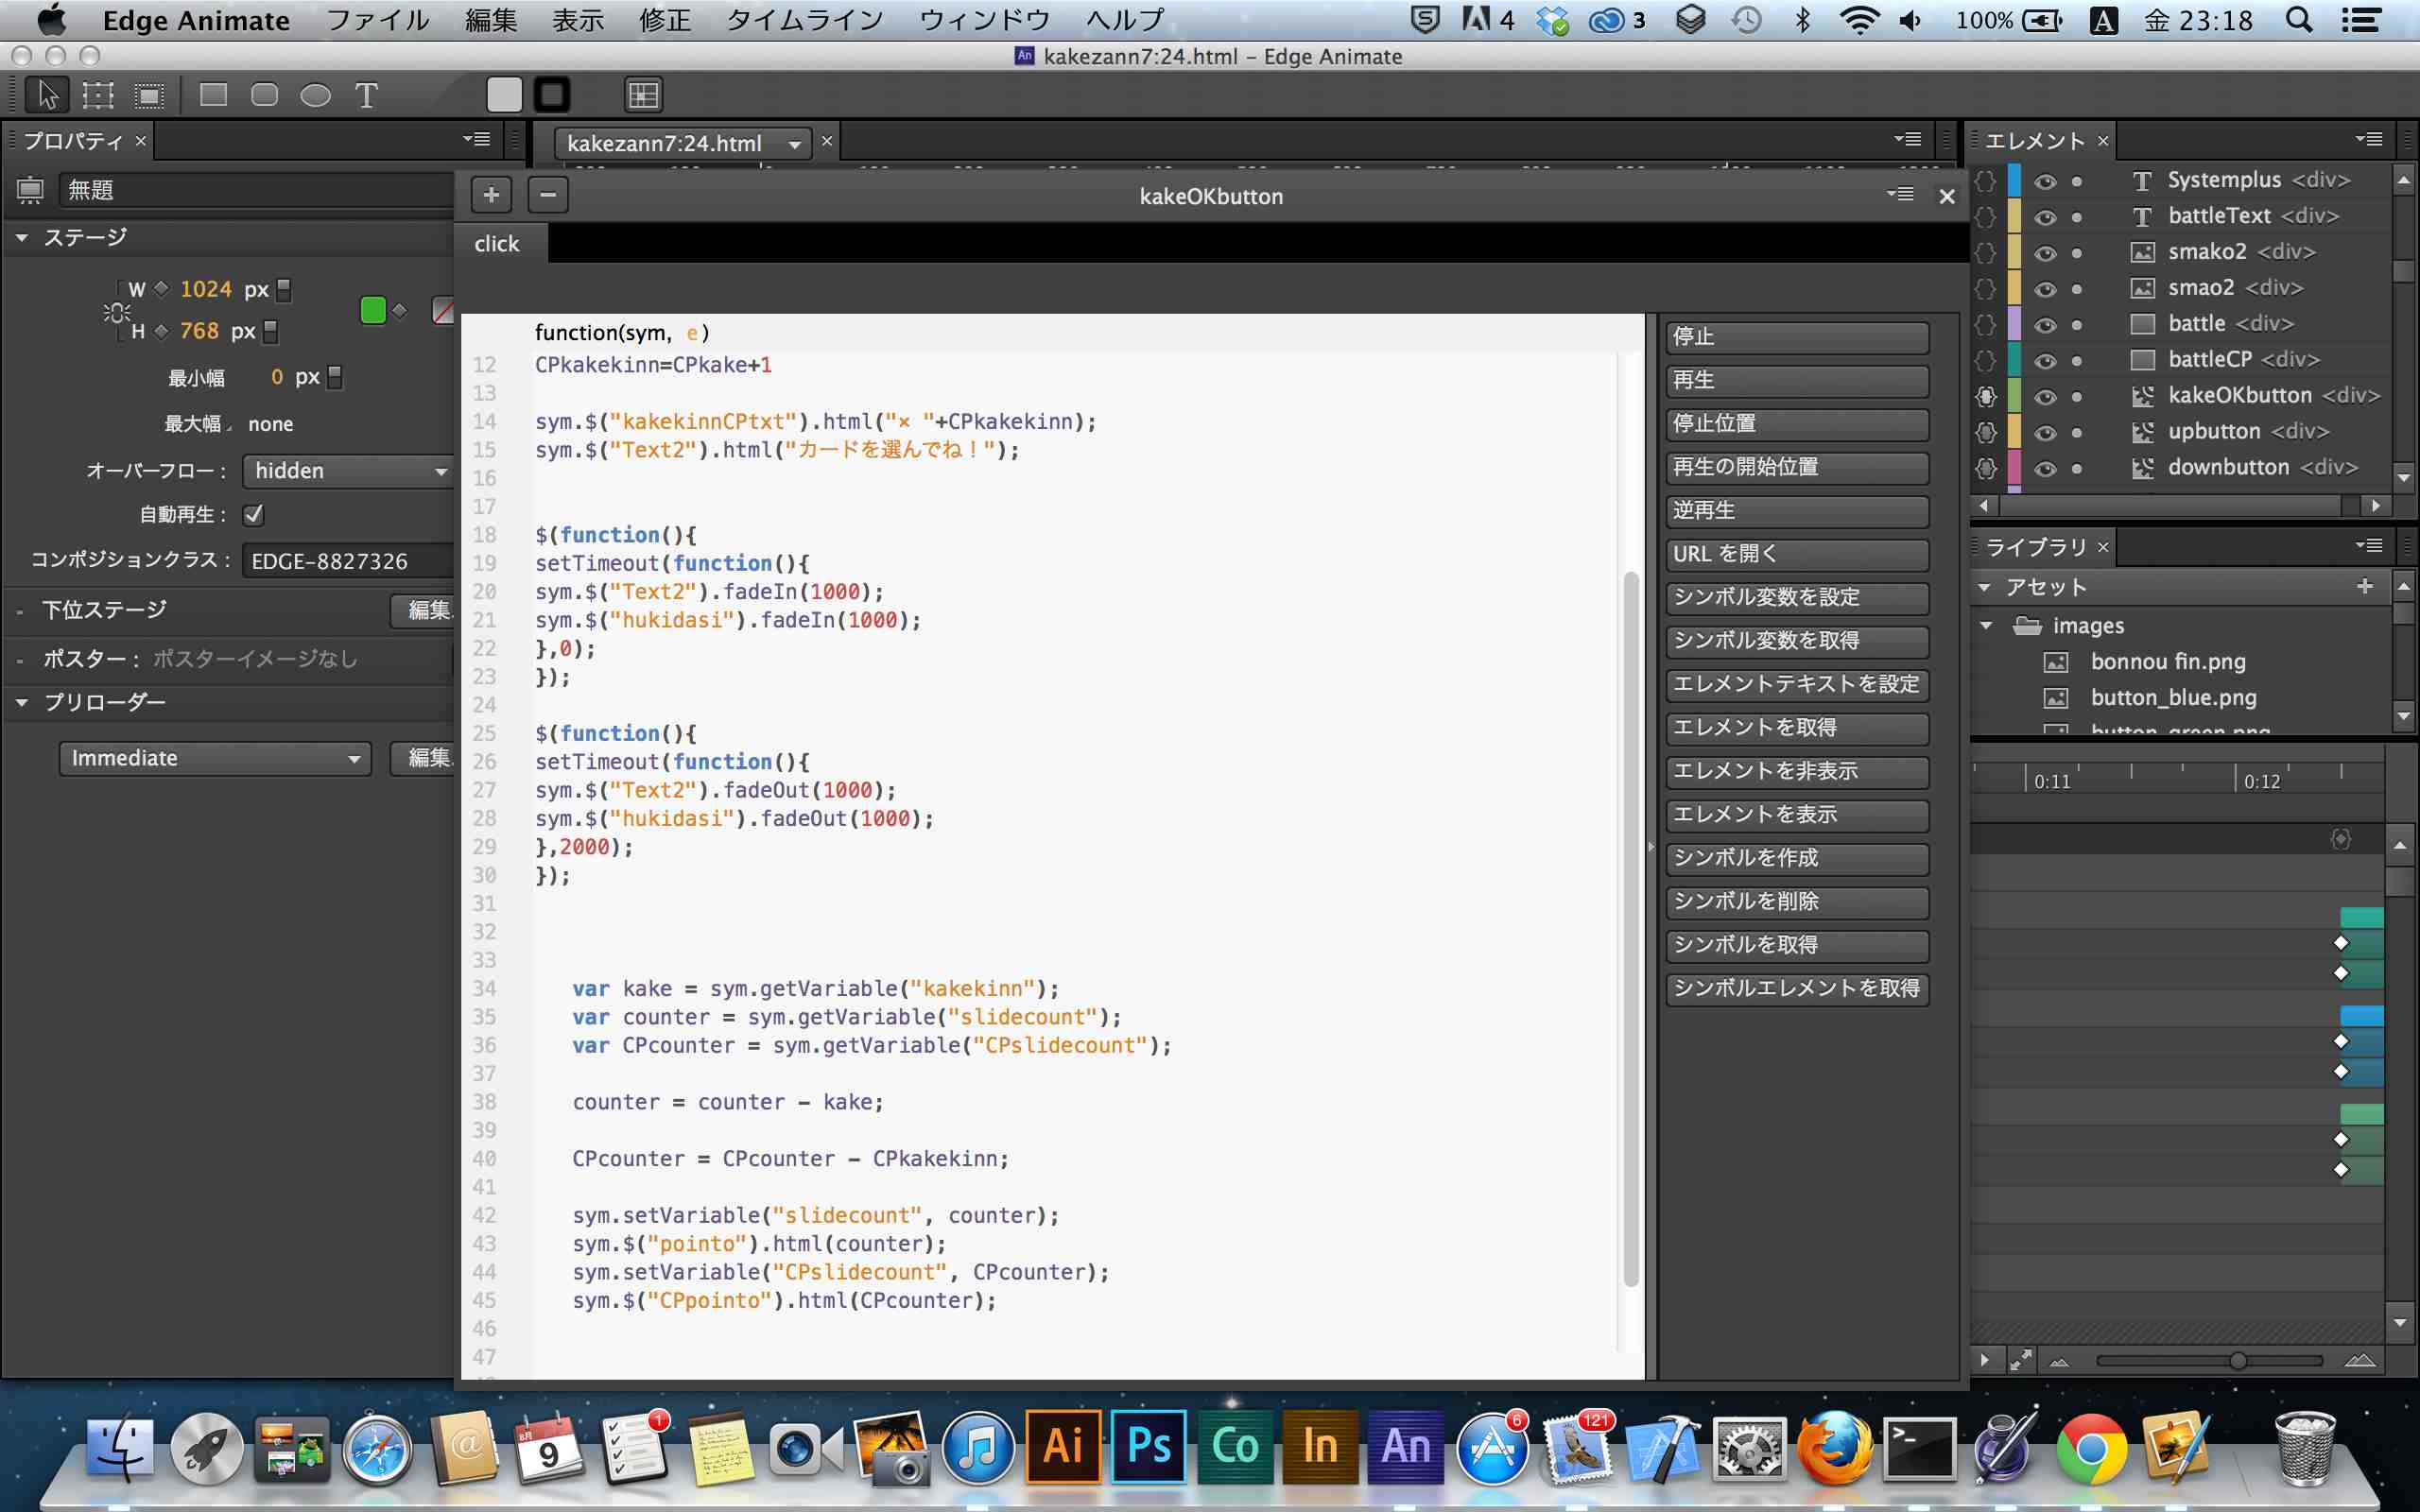 Edge Animate ファイル 編集 表示 修正 タイムライン ウィンドウ ヘルプ 4 3 100% A 金 23:18
An kakezann7:24.html – Edge Animate
T
プロパティ ×
kakezann7:24.html ×
エレメント ×
無題
ステージ
W 1024 px
H 768 px
最小幅 0 px
最大幅 none
オーバーフロー : hidden
自動再生 :
コンポジションクラス : EDGE-8827326
下位ステージ 編集
ポスター : ポスターイメージなし
プリローダー
Immediate 編集
+ − kakeOKbutton ×
click
function(sym, e)
12 CPkakekinn=CPkake+1
13
14 sym.$("kakekinnCPtxt").html("× "+CPkakekinn);
15 sym.$("Text2").html("カードを選んでね！");
16
17
18 $(function(){
19 setTimeout(function(){
20 sym.$("Text2").fadeIn(1000);
21 sym.$("hukidasi").fadeIn(1000);
22 },0);
23 });
24
25 $(function(){
26 setTimeout(function(){
27 sym.$("Text2").fadeOut(1000);
28 sym.$("hukidasi").fadeOut(1000);
29 },2000);
30 });
31
32
33
34 var kake = sym.getVariable("kakekinn");
35 var counter = sym.getVariable("slidecount");
36 var CPcounter = sym.getVariable("CPslidecount");
37
38 counter = counter - kake;
39
40 CPcounter = CPcounter - CPkakekinn;
41
42 sym.setVariable("slidecount", counter);
43 sym.$("pointo").html(counter);
44 sym.setVariable("CPslidecount", CPcounter);
45 sym.$("CPpointo").html(CPcounter);
46
47
停止
再生
停止位置
再生の開始位置
逆再生
URL を開く
シンボル変数を設定
シンボル変数を取得
エレメントテキストを設定
エレメントを取得
エレメントを非表示
エレメントを表示
シンボルを作成
シンボルを削除
シンボルを取得
シンボルエレメントを取得
T Systemplus <div>
T battleText <div>
smako2 <div>
smao2 <div>
battle <div>
battleCP <div>
kakeOKbutton <div>
upbutton <div>
downbutton <div>
ライブラリ ×
アセット +
images
bonnou fin.png
button_blue.png
button_green.png
0:11 0:12
8月 9 1 Ai Ps Co In An 6 121